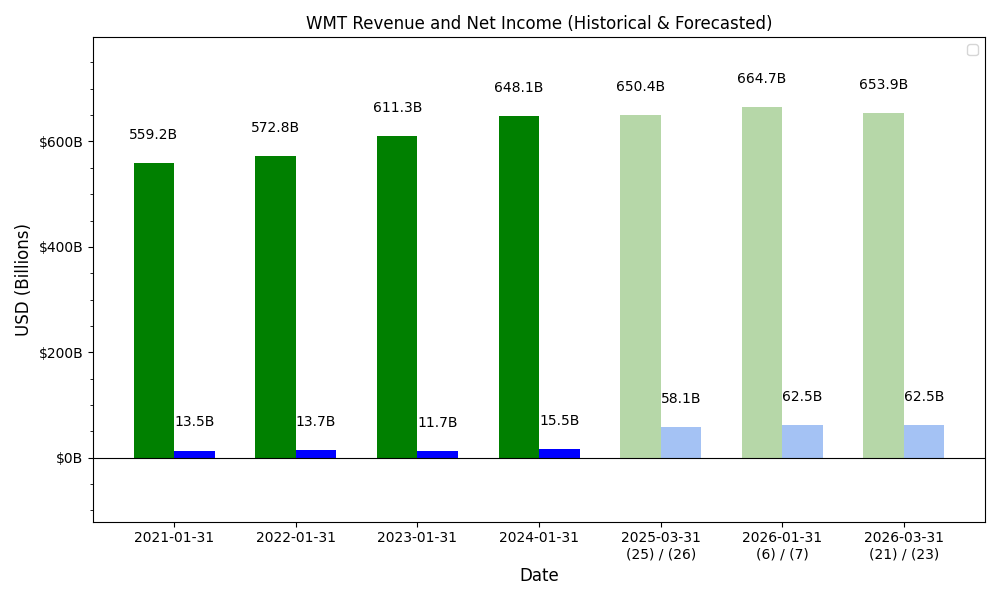 WMT Revenue and Net Income (Historical & Forecasted)
USD (Billions)
$600B
$400B
$200B
$0B
559.2B
572.8B
611.3B
648.1B
650.4B
664.7B
653.9B
13.5B
13.7B
11.7B
15.5B
58.1B
62.5B
62.5B
2021-01-31
2022-01-31
2023-01-31
2024-01-31
2025-03-31
(25) / (26)
2026-01-31
(6) / (7)
2026-03-31
(21) / (23)
Date